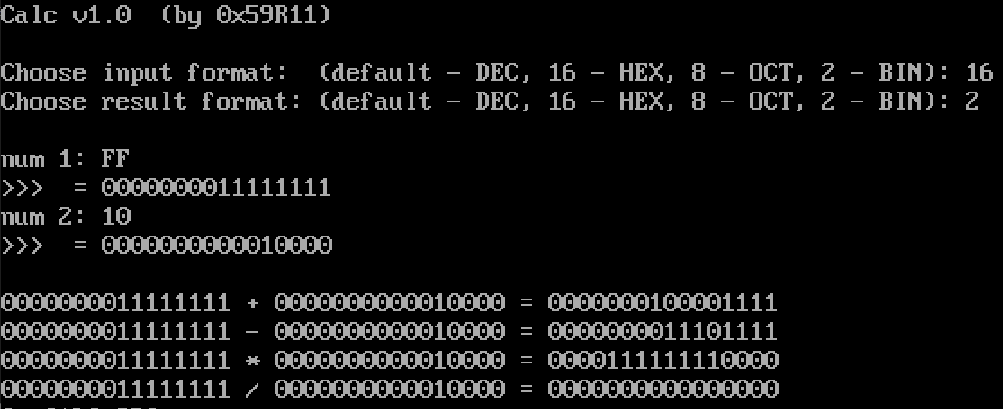 Calc v1.0  (by 0x59R11)
Choose input format:  (default - DEC, 16 - HEX, 8 - OCT, 2 - BIN): 16
Choose result format: (default - DEC, 16 - HEX, 8 - OCT, 2 - BIN): 2
num 1: FF
>>>  = 0000000011111111
num 2: 10
>>>  = 0000000000010000
0000000011111111 + 0000000000010000 = 0000000100001111
0000000011111111 - 0000000000010000 = 0000000011101111
0000000011111111 * 0000000000010000 = 0000111111110000
0000000011111111 / 0000000000010000 = 0000000000000000